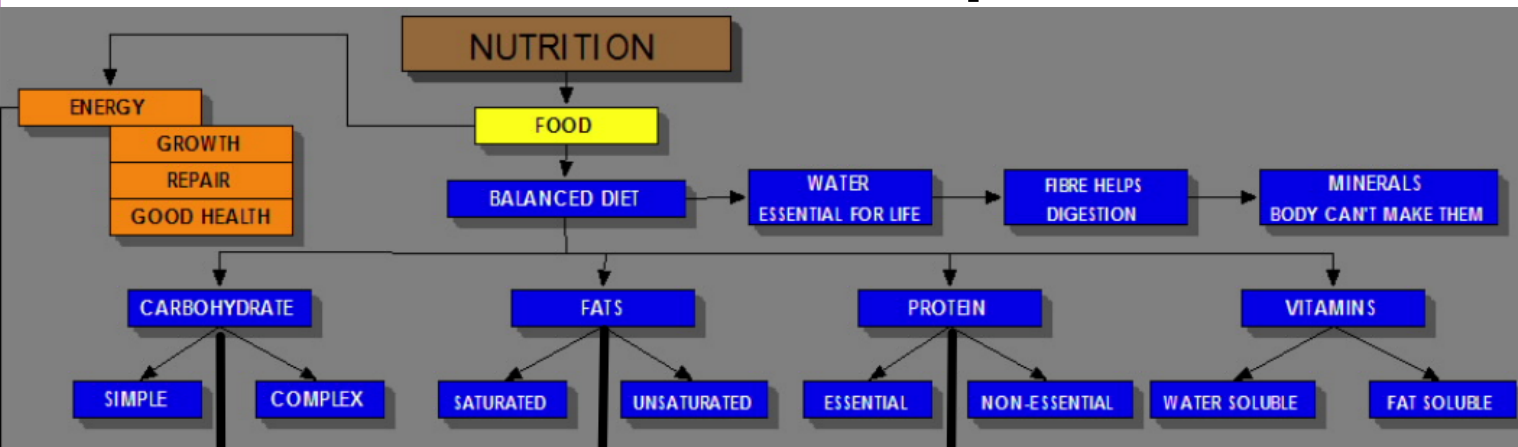 NUTRITION
ENERGY
FOOD
GROWTH
REPAIR
GOOD HEALTH
BALANCED DIET
WATER
ESSENTIAL FOR LIFE
FIBRE HELPS
DIGESTION
MINERALS
BODY CAN'T MAKE THEM
CARBOHYDRATE
FATS
PROTEIN
VITAMINS
SIMPLE
COMPLEX
SATURATED
UNSATURATED
ESSENTIAL
NON-ESSENTIAL
WATER SOLUBLE
FAT SOLUBLE